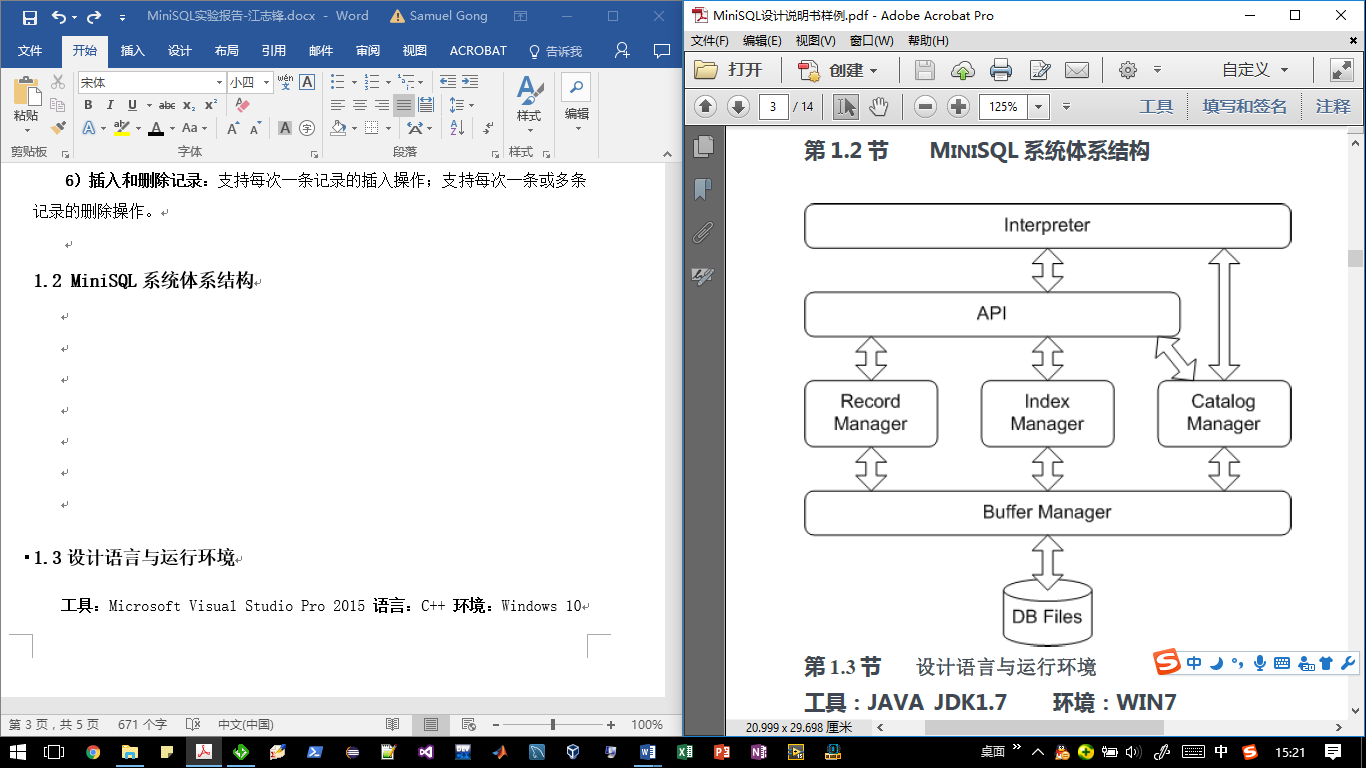 MiniSQL实验报告-江志锋.docx - Word
Samuel Gong
文件 开始 插入 设计 布局 引用 邮件 审阅 视图 ACROBAT 告诉我
宋体 小四 wén 文 A
粘贴
B I U abc x₂ x²
A ab A Aa A A A 字
样式
编辑
剪贴板 字体 段落 样式
6）插入和删除记录：支持每次一条记录的插入操作；支持每次一条或多条
记录的删除操作。
1.2 MiniSQL 系统体系结构
1.3 设计语言与运行环境
工具：Microsoft Visual Studio Pro 2015 语言：C++ 环境：Windows 10
第 3 页，共 5 页 671 个字 中文(中国) 100%
MiniSQL设计说明书样例.pdf - Adobe Acrobat Pro
文件(F) 编辑(E) 视图(V) 窗口(W) 帮助(H)
打开 创建 自定义
3 / 14 125% 工具 填写和签名 注释
第 1.2 节 MINISQL 系统体系结构
Interpreter
API
Record Manager
Index Manager
Catalog Manager
Buffer Manager
DB Files
第 1.3 节 设计语言与运行环境
工具：JAVA JDK1.7 环境：WIN7
20.999 x 29.698 厘米
中
桌面 中 15:21